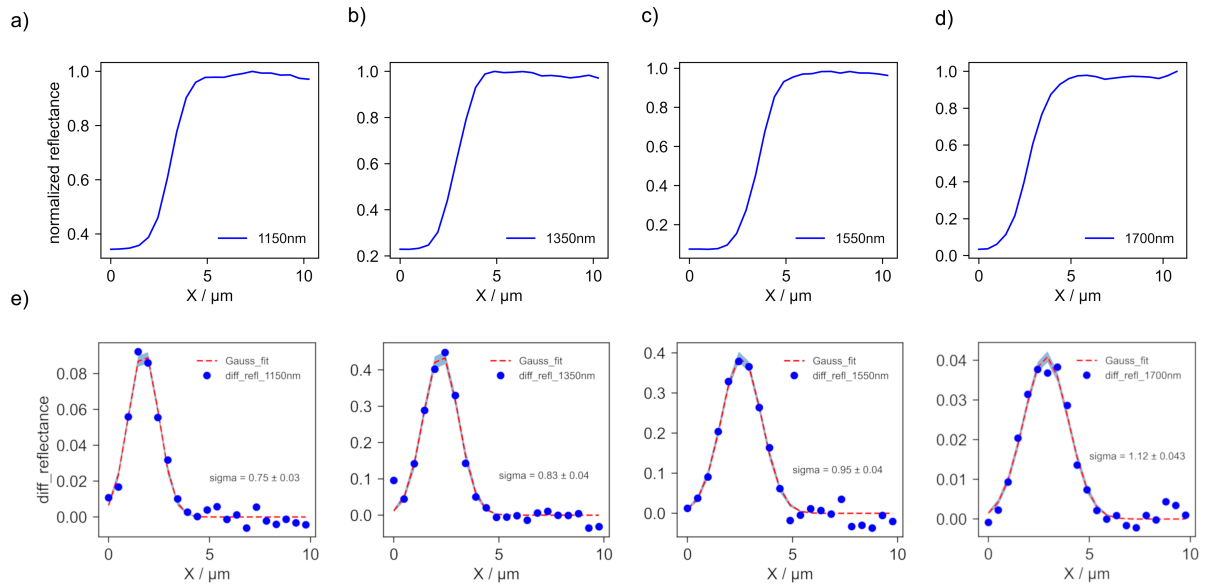 a)
b)
c)
d)
normalized reflectance
1.0
0.8
0.6
0.4
1150nm
0
5
10
X / μm
1.0
0.8
0.6
0.4
0.2
1350nm
0
5
10
X / μm
1.0
0.8
0.6
0.4
0.2
1550nm
0
5
10
X / μm
1.0
0.8
0.6
0.4
0.2
0.0
1700nm
0
5
10
X / μm
e)
diff_reflectance
0.08
0.06
0.04
0.02
0.00
Gauss_fit
diff_refl_1150nm
sigma = 0.75 ± 0.03
0
5
10
X / μm
0.4
0.3
0.2
0.1
0.0
Gauss_fit
diff_refl_1350nm
sigma = 0.83 ± 0.04
0
5
10
X / μm
0.4
0.3
0.2
0.1
0.0
Gauss_fit
diff_refl_1550nm
sigma = 0.95 ± 0.04
0
5
10
X / μm
0.04
0.03
0.02
0.01
0.00
Gauss_fit
diff_refl_1700nm
sigma = 1.12 ± 0.043
0
5
10
X / μm